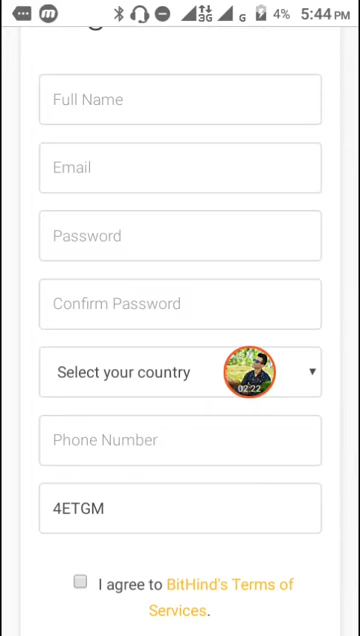 3G G 4% 5:44 PM
Full Name
Email
Password
Confirm Password
Select your country
02:22
Phone Number
4ETGM
I agree to BitHind's Terms of
Services.